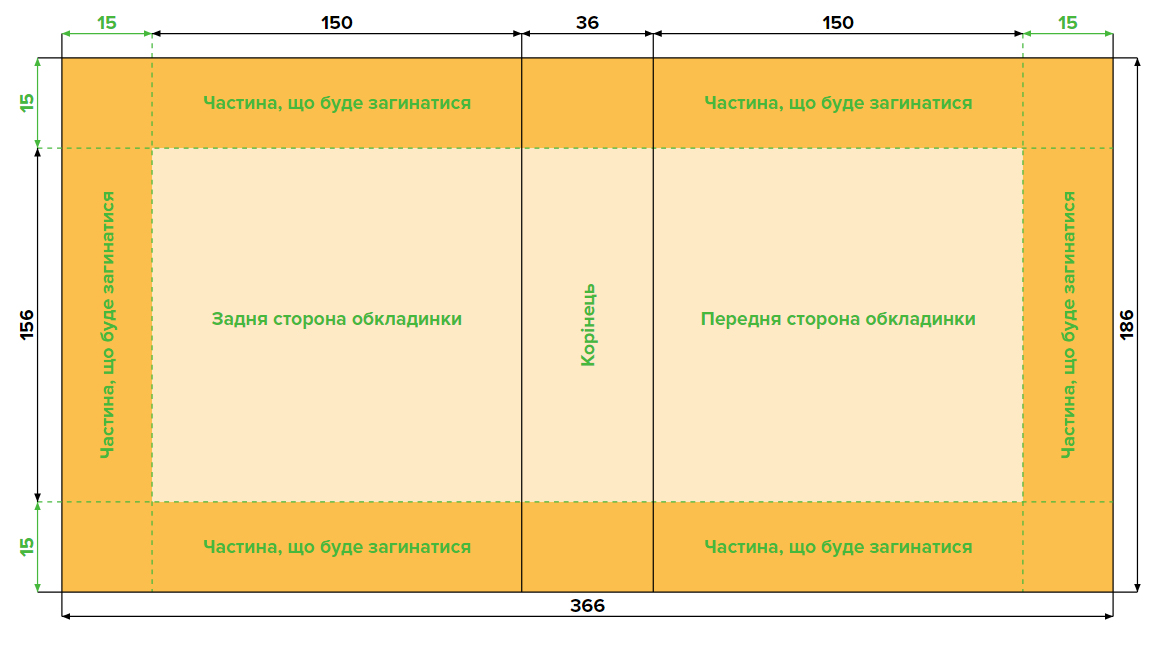 15
150
36
150
15
15
Частина, що буде загинатися
Частина, що буде загинатися
156
Частина, що буде загинатися
Задня сторона обкладинки
Корінець
Передня сторона обкладинки
Частина, що буде загинатися
186
15
Частина, що буде загинатися
Частина, що буде загинатися
366